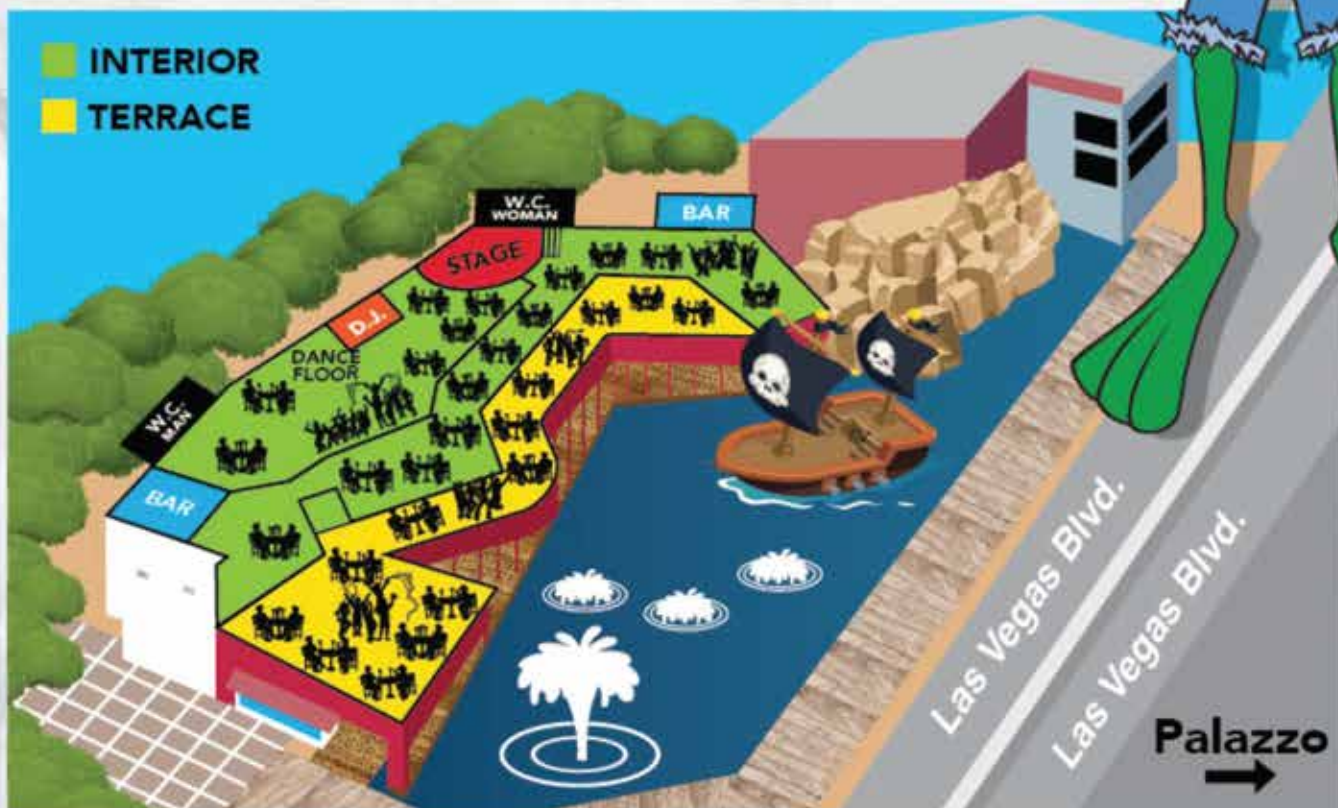 INTERIOR
TERRACE
W.C.
WOMAN
BAR
STAGE
D.J.
DANCE
FLOOR
W.C.
MAN
BAR
Las Vegas Blvd.
Las Vegas Blvd.
Palazzo